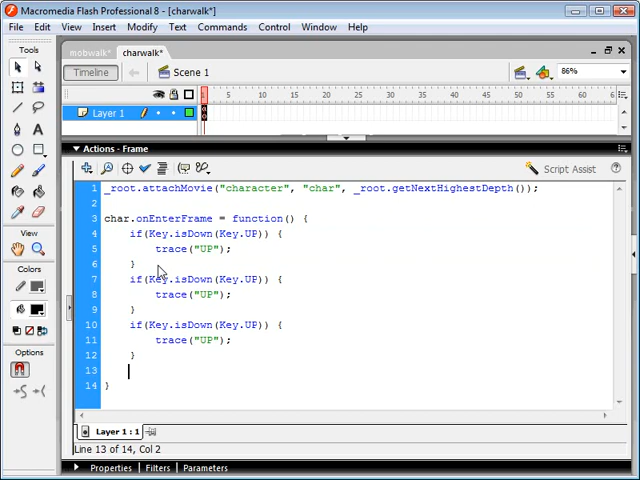 Macromedia Flash Professional 8 - [charwalk*]
File Edit View Insert Modify Text Commands Control Window Help
Tools
View
Colors
Options
mobwalk* charwalk*
Timeline Scene 1 86%
1 5 10 15 20 25 30 35 40 45 50 55 60 6
Layer 1
Actions - Frame
Script Assist
1 _root.attachMovie("character", "char", _root.getNextHighestDepth());
2
3 char.onEnterFrame = function() {
4 if(Key.isDown(Key.UP)) {
5 trace("UP");
6 }
7 if(Key.isDown(Key.UP)) {
8 trace("UP");
9 }
10 if(Key.isDown(Key.UP)) {
11 trace("UP");
12 }
13
14 }
Layer 1 : 1
Line 13 of 14, Col 2
Properties Filters Parameters